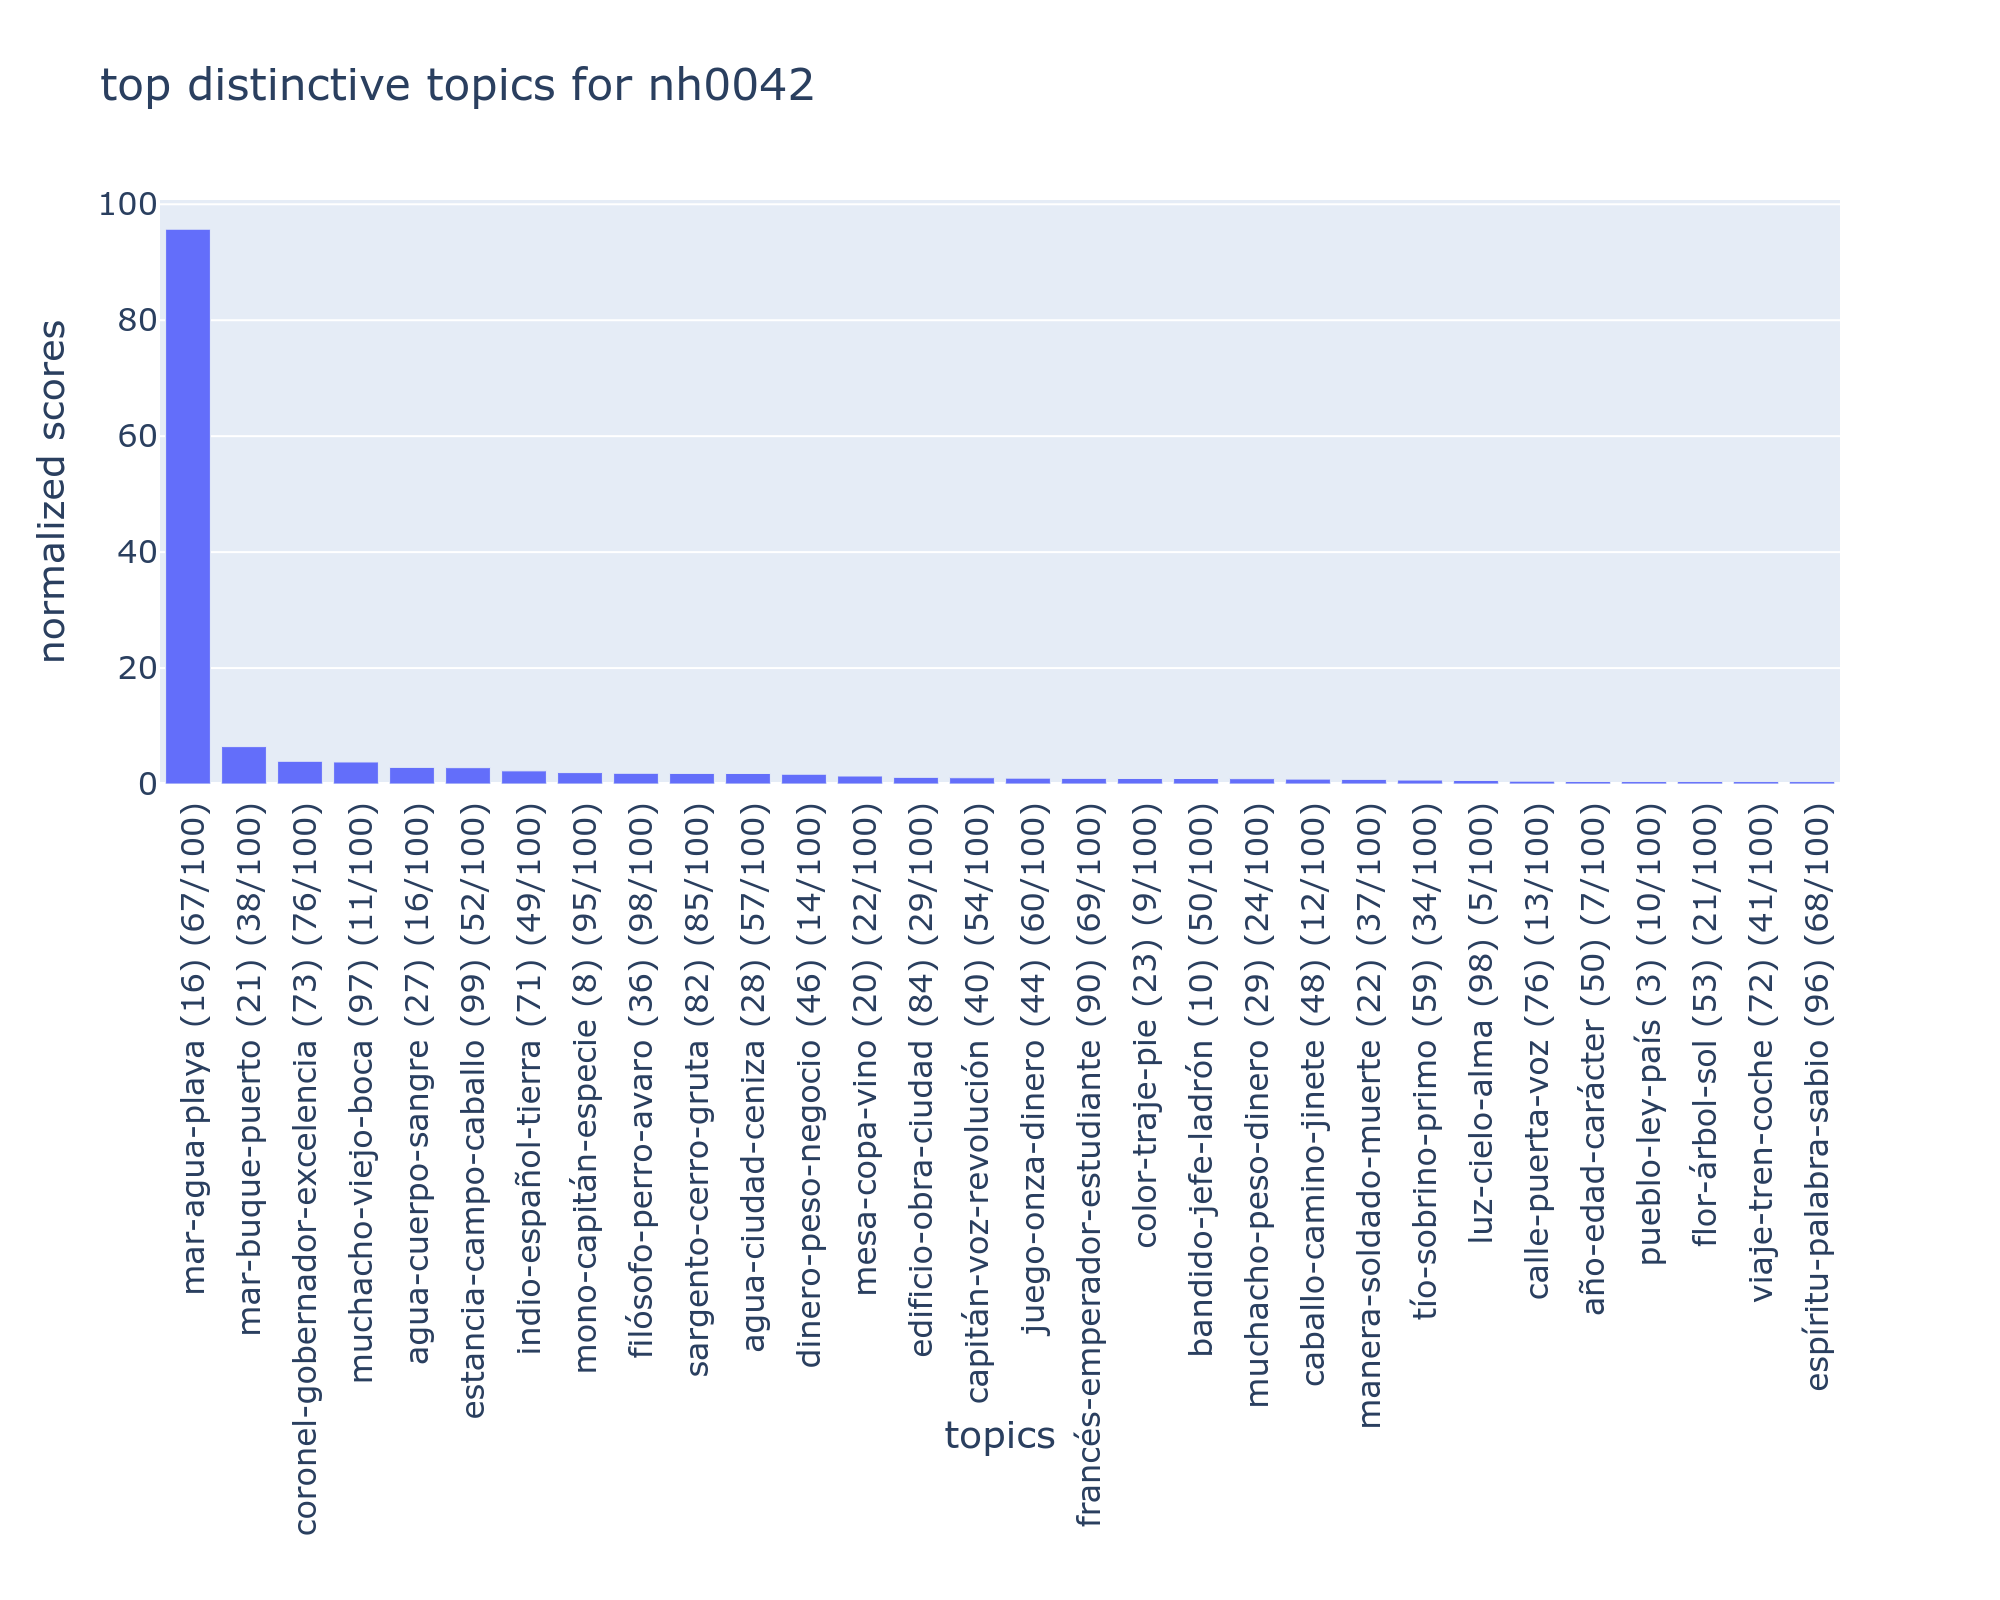 top distinctive topics for nh0042
normalized scores
100
80
60
40
20
0
mar-agua-playa (16) (67/100)
mar-buque-puerto (21) (38/100)
coronel-gobernador-excelencia (73) (76/100)
muchacho-viejo-boca (97) (11/100)
agua-cuerpo-sangre (27) (16/100)
estancia-campo-caballo (99) (52/100)
indio-español-tierra (71) (49/100)
mono-capitán-especie (8) (95/100)
filósofo-perro-avaro (36) (98/100)
sargento-cerro-gruta (82) (85/100)
agua-ciudad-ceniza (28) (57/100)
dinero-peso-negocio (46) (14/100)
mesa-copa-vino (20) (22/100)
edificio-obra-ciudad (84) (29/100)
capitán-voz-revolución (40) (54/100)
juego-onza-dinero (44) (60/100)
francés-emperador-estudiante (90) (69/100)
color-traje-pie (23) (9/100)
bandido-jefe-ladrón (10) (50/100)
muchacho-peso-dinero (29) (24/100)
caballo-camino-jinete (48) (12/100)
manera-soldado-muerte (22) (37/100)
tío-sobrino-primo (59) (34/100)
luz-cielo-alma (98) (5/100)
calle-puerta-voz (76) (13/100)
año-edad-carácter (50) (7/100)
pueblo-ley-país (3) (10/100)
flor-árbol-sol (53) (21/100)
viaje-tren-coche (72) (41/100)
espíritu-palabra-sabio (96) (68/100)
topics